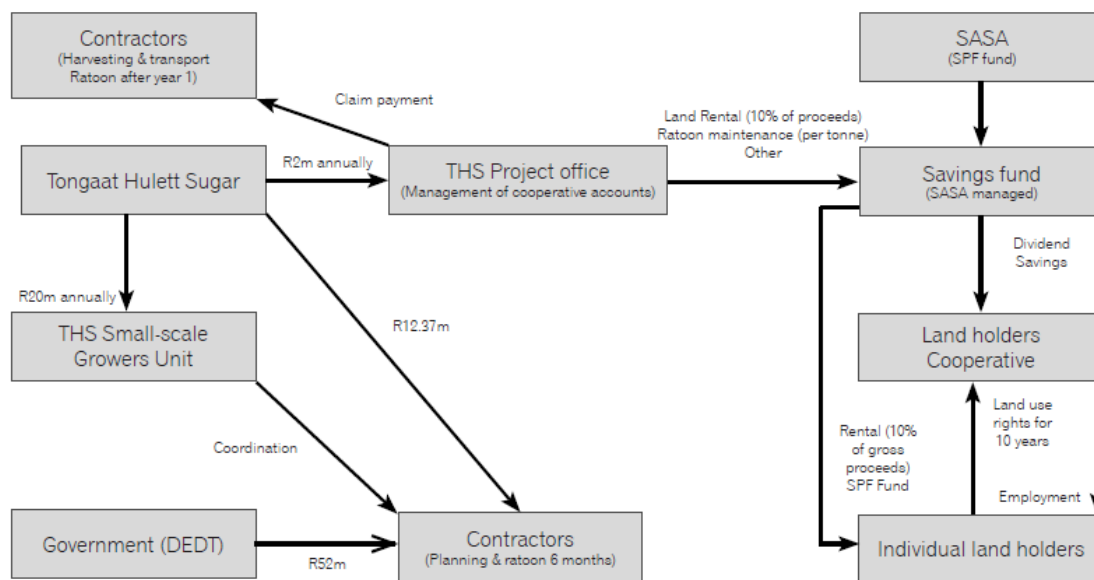 Contractors
(Harvesting & transport
Ratoon after year 1)
SASA
(SPF fund)
Claim payment
Land Rental (10% of proceeds)
Ratoon maintenance (per tonne)
Other
Tongaat Hulett Sugar
R2m annually
THS Project office
(Management of cooperative accounts)
Savings fund
(SASA managed)
Dividend
Savings
R20m annually
THS Small-scale
Growers Unit
R12.37m
Land holders
Cooperative
Land use
rights for
10 years
Coordination
Rental (10%
of gross
proceeds)
SPF Fund
Employment
Government (DEDT)
R52m
Contractors
(Planning & ratoon 6 months)
Individual land holders